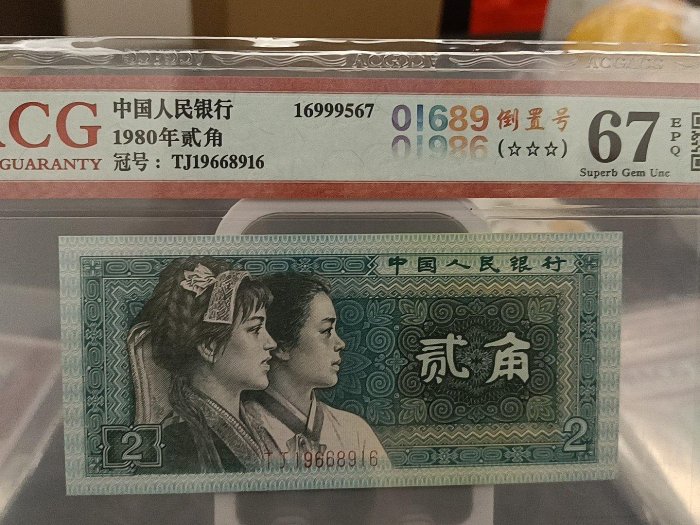 ACG
GUARANTY
中国人民银行
1980年贰角
冠号：TJ19668916
16999567
01689 倒置号
01986 (☆☆☆)
67
EPQ
Superb Gem Unc
中国人民银行
贰角
2
2
TJ19668916